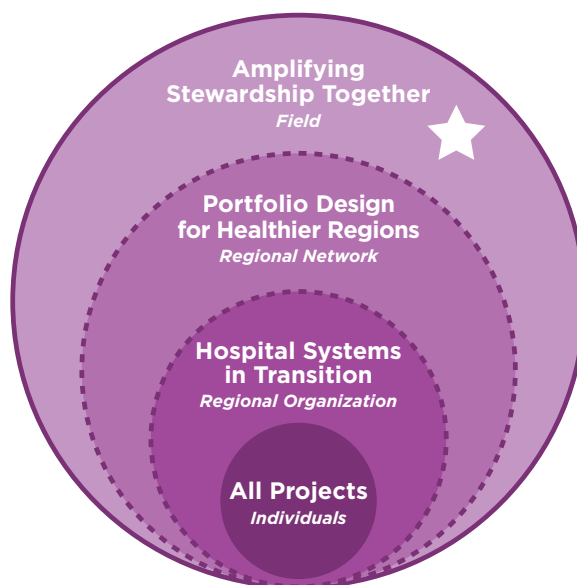 Amplifying
Stewardship Together
Field
Portfolio Design
for Healthier Regions
Regional Network
Hospital Systems
in Transition
Regional Organization
All Projects
Individuals